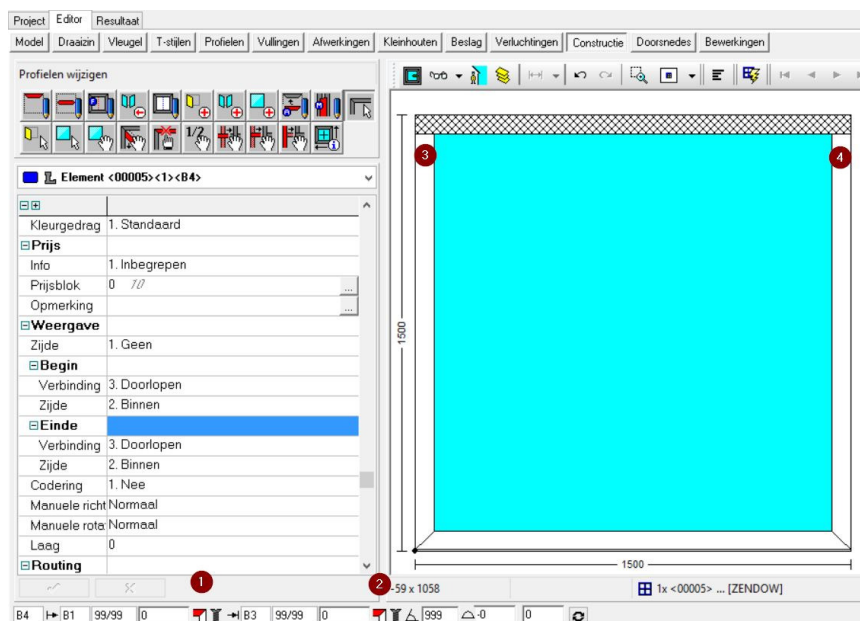 Project Editor Resultaat
Model Draaizin Vleugel T-stijlen Profielen Vullingen Afwerkingen Kleinhouten Beslag Verluchtingen Constructie Doorsnedes Bewerkingen
Profielen wijzigen
1/2
Element <00005><1><B4>
Kleurgedrag 1. Standaard
Prijs
Info 1. Inbegrepen
Prijsblok 0 10 ...
Opmerking ...
Weergave
Zijde 1. Geen
Begin
Verbinding 3. Doorlopen
Zijde 2. Binnen
Einde
Verbinding 3. Doorlopen
Zijde 2. Binnen
Codering 1. Nee
Manuele richt Normaal
Manuele rota: Normaal
Laag 0
Routing
3
4
1500
1500
1
2
-59 x 1058
1x <00005> ... [ZENDOW]
B4 B1 99/99 0 B3 99/99 0 999 -0 0